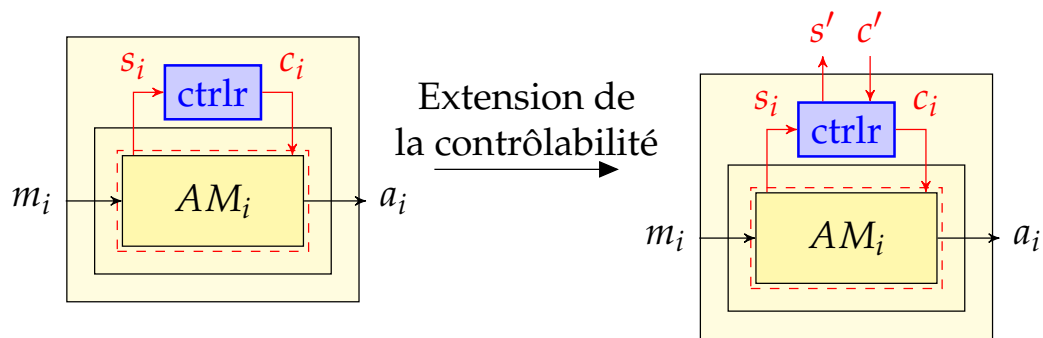 s_i c_i
ctrlr
m_i AM_i a_i
Extension de
la contrôlabilité
s' c'
s_i c_i
ctrlr
m_i AM_i a_i